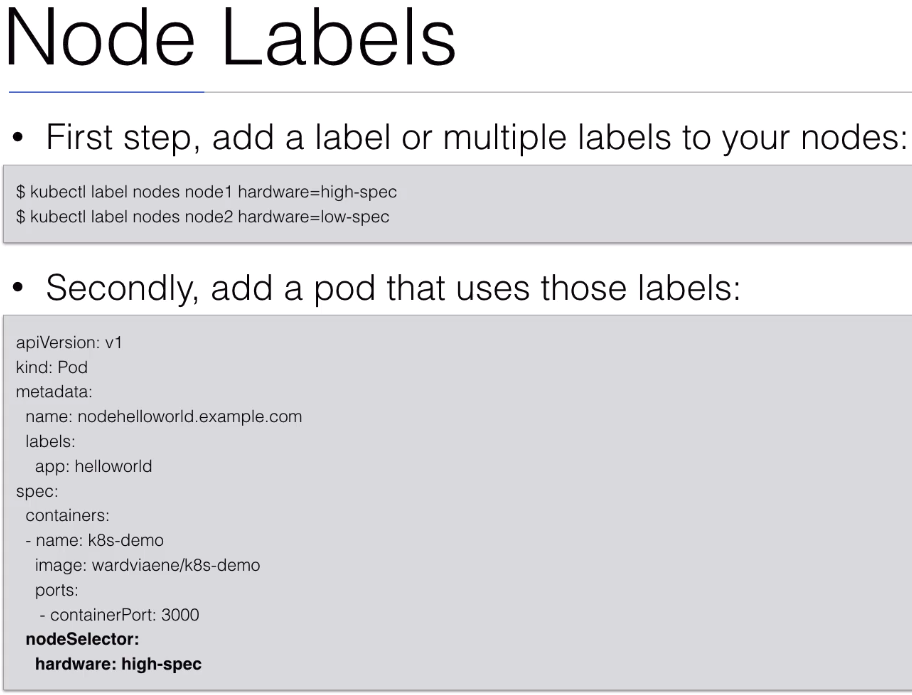 Node Labels
• First step, add a label or multiple labels to your nodes:
$ kubectl label nodes node1 hardware=high-spec
$ kubectl label nodes node2 hardware=low-spec
• Secondly, add a pod that uses those labels:
apiVersion: v1
kind: Pod
metadata:
  name: nodehelloworld.example.com
  labels:
    app: helloworld
spec:
  containers:
  - name: k8s-demo
    image: wardviaene/k8s-demo
    ports:
     - containerPort: 3000
  nodeSelector:
    hardware: high-spec